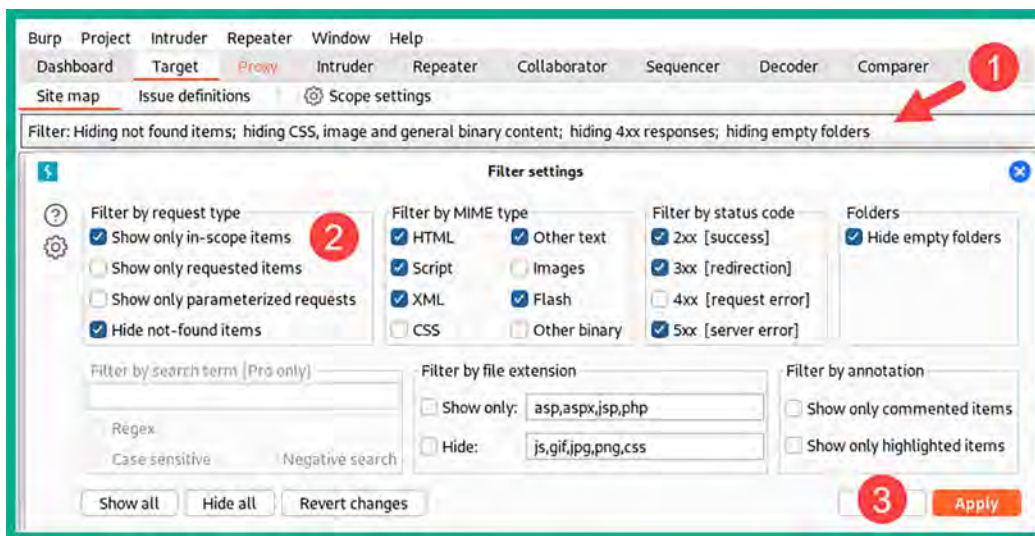 Burp Project Intruder Repeater Window Help
Dashboard Target Proxy Intruder Repeater Collaborator Sequencer Decoder Comparer
1
Site map Issue definitions Scope settings
Filter: Hiding not found items; hiding CSS, image and general binary content; hiding 4xx responses; hiding empty folders
Filter settings
?
Filter by request type Filter by MIME type Filter by status code Folders
Show only in-scope items 2 HTML Other text 2xx [success] Hide empty folders
Show only requested items Script Images 3xx [redirection]
Show only parameterized requests XML Flash 4xx [request error]
Hide not-found items CSS Other binary 5xx [server error]
Filter by search term [Pro only] Filter by file extension Filter by annotation
Show only: asp,aspx,jsp,php Show only commented items
Regex Hide: js,gif,jpg,png,css Show only highlighted items
Case sensitive Negative search
Show all Hide all Revert changes 3 Apply